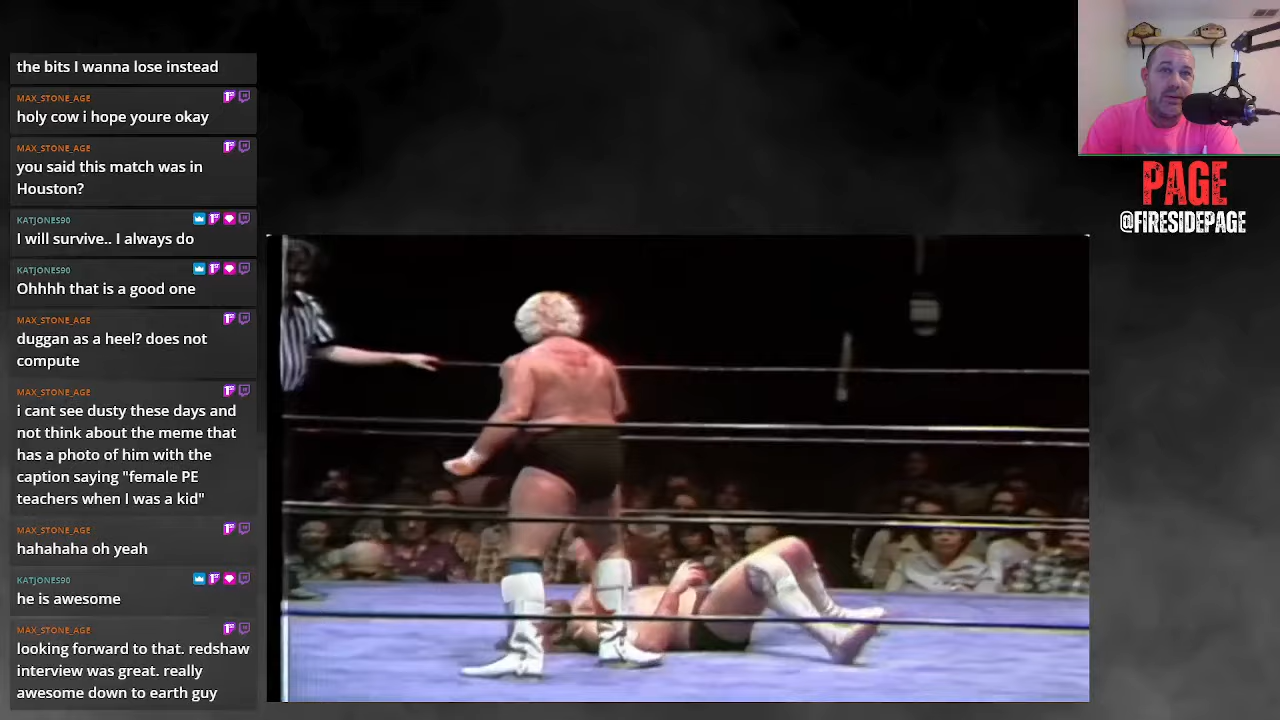 the bits I wanna lose instead
MAX_STONE_AGE
holy cow i hope youre okay
MAX_STONE_AGE
you said this match was in
Houston?
KATJONES90
I will survive.. I always do
KATJONES90
Ohhhh that is a good one
MAX_STONE_AGE
duggan as a heel? does not
compute
MAX_STONE_AGE
i cant see dusty these days and
not think about the meme that
has a photo of him with the
caption saying "female PE
teachers when I was a kid"
MAX_STONE_AGE
hahahaha oh yeah
KATJONES90
he is awesome
MAX_STONE_AGE
looking forward to that. redshaw
interview was great. really
awesome down to earth guy
PAGE
@FIRESIDEPAGE